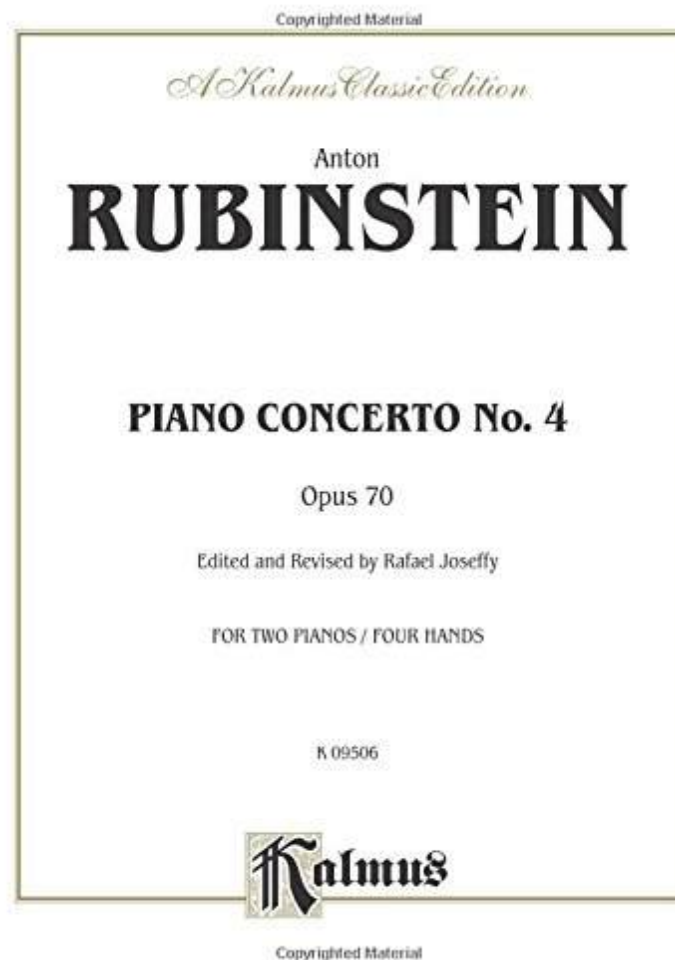 Copyrighted Material
A Kalmus Classic Edition
Anton
RUBINSTEIN
PIANO CONCERTO No. 4
Opus 70
Edited and Revised by Rafael Joseffy
FOR TWO PIANOS / FOUR HANDS
K 09506
Kalmus
Copyrighted Material